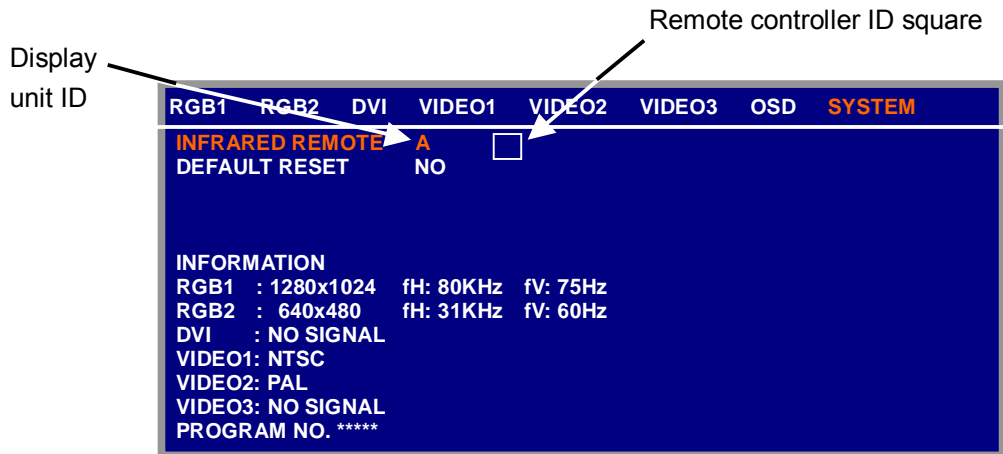 Remote controller ID square
Display
unit ID
RGB1 RGB2 DVI VIDEO1 VIDEO2 VIDEO3 OSD SYSTEM
INFRARED REMOTE A
DEFAULT RESET NO
INFORMATION
RGB1 : 1280x1024 fH: 80KHz fV: 75Hz
RGB2 : 640x480 fH: 31KHz fV: 60Hz
DVI : NO SIGNAL
VIDEO1: NTSC
VIDEO2: PAL
VIDEO3: NO SIGNAL
PROGRAM NO. *****